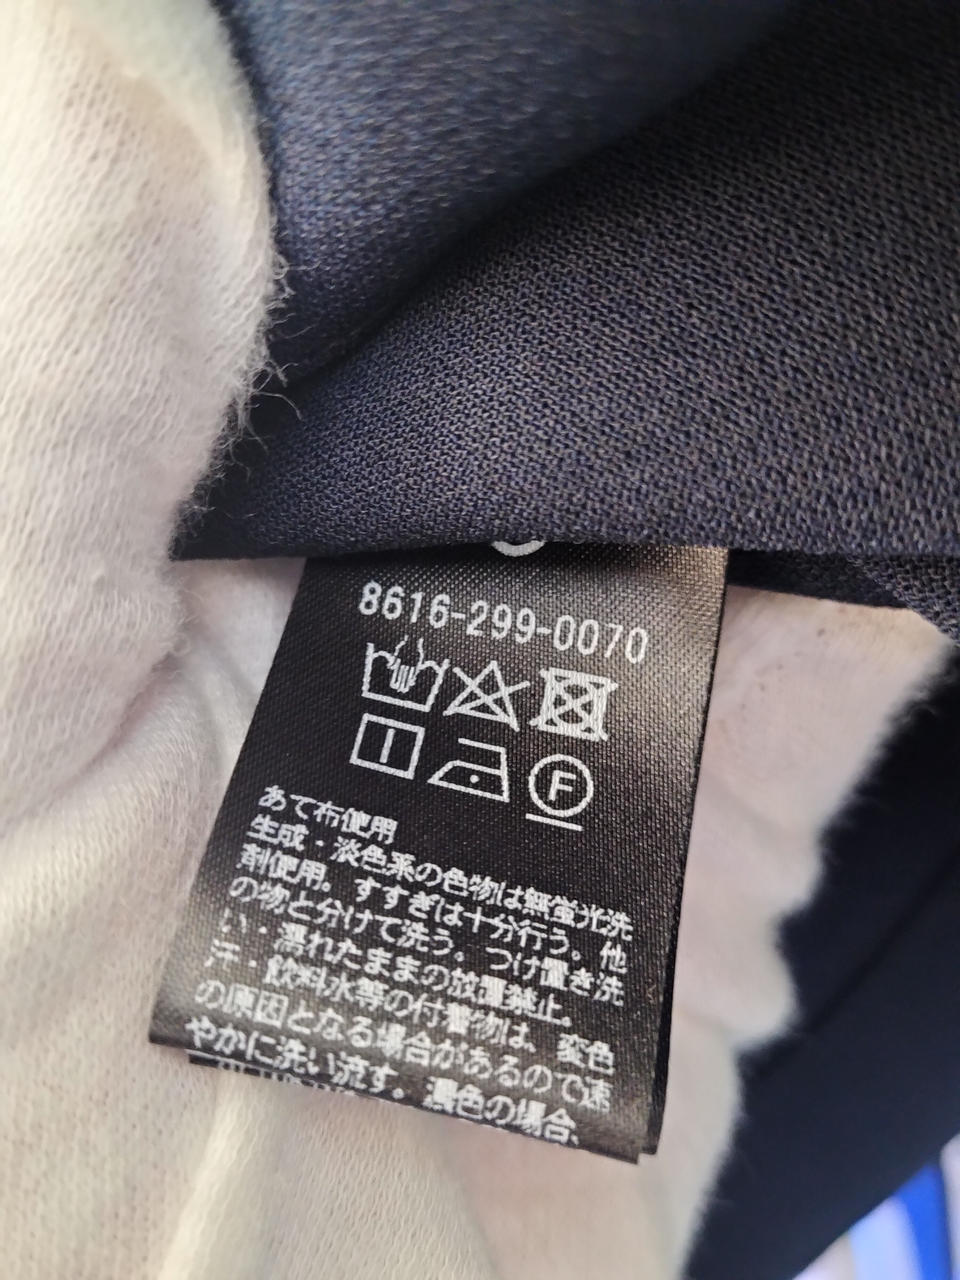 8616-299-0070
F
あて布使用
生成・淡色系の色物は無蛍光洗
剤使用。すすぎは十分行う。他
の物と分けて洗う。つけ置き洗
い・濡れたままの放置禁止。
汗・飲料水等の付着物は、変色
の原因となる場合があるので速
やかに洗い流す。濃色の場合、